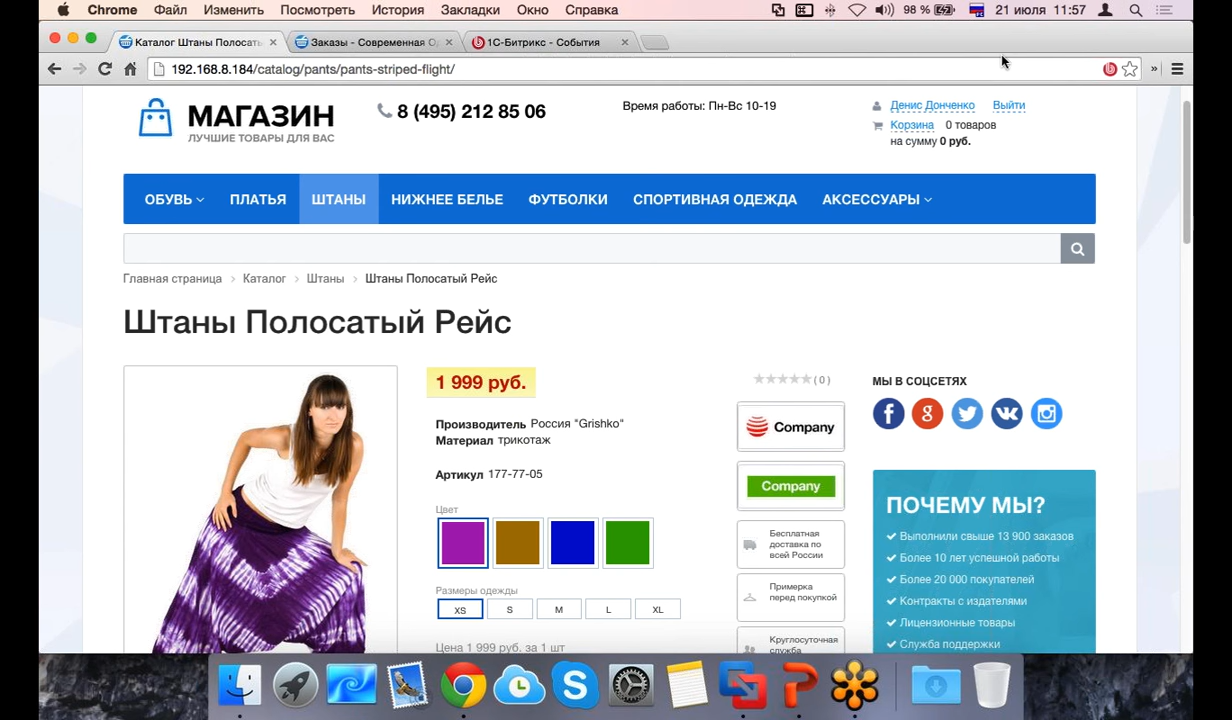 Chrome Файл Изменить Посмотреть История Закладки Окно Справка 98 % 21 июля 11:57
Каталог Штаны Полосать × Заказы - Современная О × 1С-Битрикс - События ×
192.168.8.184/catalog/pants/pants-striped-flight/
МАГАЗИН
ЛУЧШИЕ ТОВАРЫ ДЛЯ ВАС
8 (495) 212 85 06
Время работы: Пн-Вс 10-19
Денис Донченко Выйти
Корзина 0 товаров
на сумму 0 руб.
ОБУВЬ ПЛАТЬЯ ШТАНЫ НИЖНЕЕ БЕЛЬЕ ФУТБОЛКИ СПОРТИВНАЯ ОДЕЖДА АКСЕССУАРЫ
Главная страница > Каталог > Штаны > Штаны Полосатый Рейс
Штаны Полосатый Рейс
1 999 руб.
Производитель Россия "Grishko"
Материал трикотаж
Артикул 177-77-05
Цвет
Размеры одежды
XS S M L XL
Цена 1 999 руб. за 1 шт
( 0 )
Company
Company
Бесплатная
доставка по
всей России
Примерка
перед покупкой
Круглосуточная
служба
МЫ В СОЦСЕТЯХ
ПОЧЕМУ МЫ?
Выполнили свыше 13 900 заказов
Более 10 лет успешной работы
Более 20 000 покупателей
Контракты с издателями
Лицензионные товары
Служба поддержки